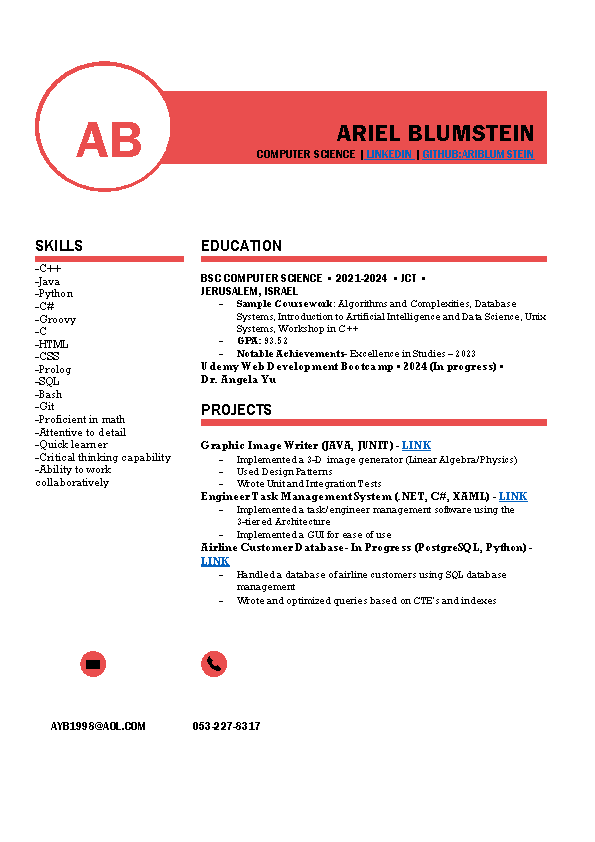 AB
ARIEL BLUMSTEIN
COMPUTER SCIENCE | LINKEDIN | GITHUB:ARIBLUMSTEIN
SKILLS
-C++
-Java
-Python
-C#
-Groovy
-C
-HTML
-CSS
-Prolog
-SQL
-Bash
-Git
-Proficient in math
-Attentive to detail
-Quick learner
-Critical thinking capability
-Ability to work
collaboratively
EDUCATION
BSC COMPUTER SCIENCE • 2021-2024 • JCT •
JERUSALEM, ISRAEL
– Sample Coursework: Algorithms and Complexities, Database
Systems, Introduction to Artificial Intelligence and Data Science, Unix
Systems, Workshop in C++
– GPA: 93.52
– Notable Achievements- Excellence in Studies – 2023
Udemy Web Development Bootcamp • 2024 (In progress) •
Dr. Angela Yu
PROJECTS
Graphic Image Writer (JAVA, JUNIT) - LINK
– Implemented a 3-D image generator (Linear Algebra/Physics)
– Used Design Patterns
– Wrote Unit and Integration Tests
Engineer Task Management System (.NET, C#, XAML) - LINK
– Implemented a task/engineer management software using the
3-tiered Architecture
– Implemented a GUI for ease of use
Airline Customer Database- In Progress (PostgreSQL, Python) -
LINK
– Handled a database of airline customers using SQL database
management
– Wrote and optimized queries based on CTE's and indexes
AYB1998@AOL.COM
053-227-8317